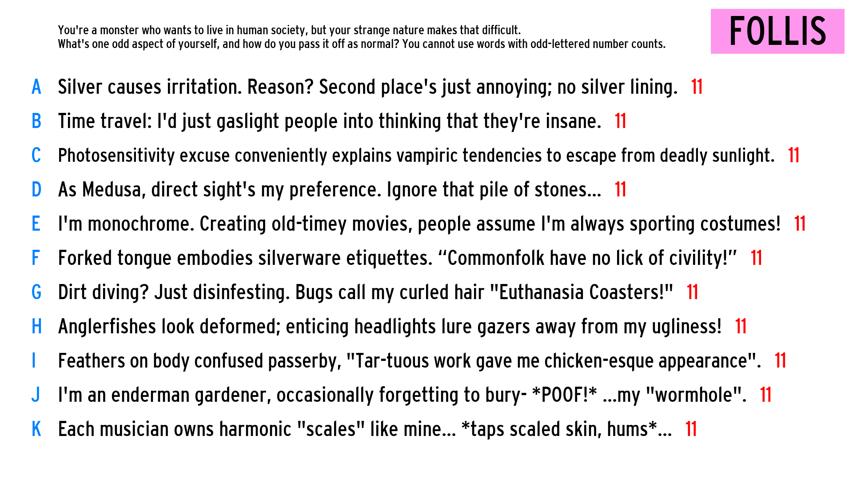 You're a monster who wants to live in human society, but your strange nature makes that difficult.
What's one odd aspect of yourself, and how do you pass it off as normal? You cannot use words with odd-lettered number counts.
FOLLIS
A Silver causes irritation. Reason? Second place's just annoying; no silver lining. 11
B Time travel: I'd just gaslight people into thinking that they're insane. 11
C Photosensitivity excuse conveniently explains vampiric tendencies to escape from deadly sunlight. 11
D As Medusa, direct sight's my preference. Ignore that pile of stones... 11
E I'm monochrome. Creating old-timey movies, people assume I'm always sporting costumes! 11
F Forked tongue embodies silverware etiquettes. “Commonfolk have no lick of civility!” 11
G Dirt diving? Just disinfesting. Bugs call my curled hair "Euthanasia Coasters!" 11
H Anglerfishes look deformed; enticing headlights lure gazers away from my ugliness! 11
I Feathers on body confused passerby, "Tar-tuous work gave me chicken-esque appearance". 11
J I'm an enderman gardener, occasionally forgetting to bury- *POOF!* ...my "wormhole". 11
K Each musician owns harmonic "scales" like mine... *taps scaled skin, hums*... 11